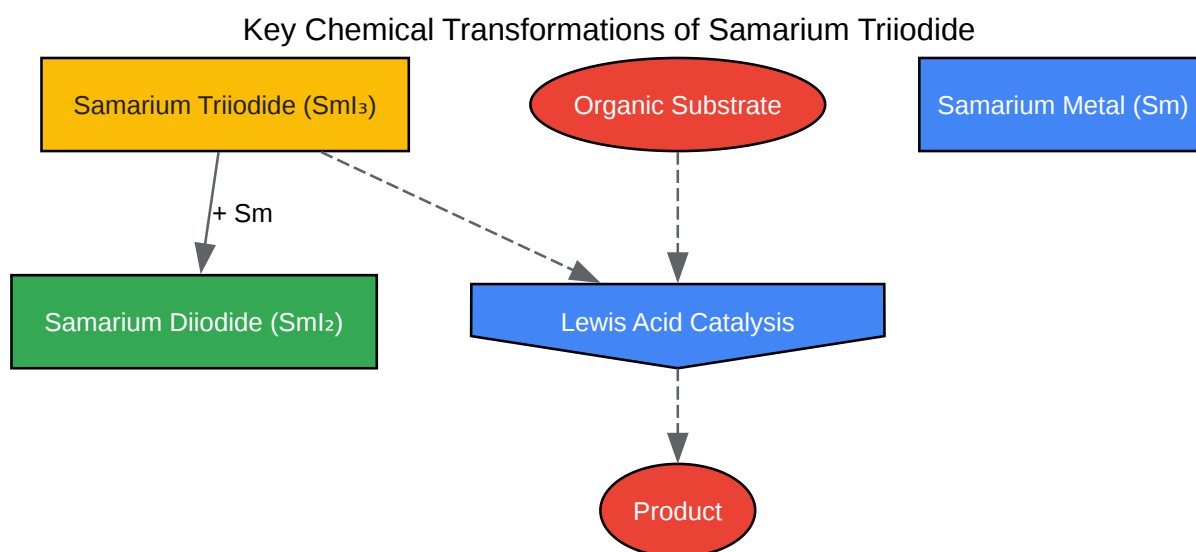 Key Chemical Transformations of Samarium Triiodide
Samarium Triiodide (SmI₃)
Organic Substrate
Samarium Metal (Sm)
+ Sm
Samarium Diiodide (SmI₂)
Lewis Acid Catalysis
Product